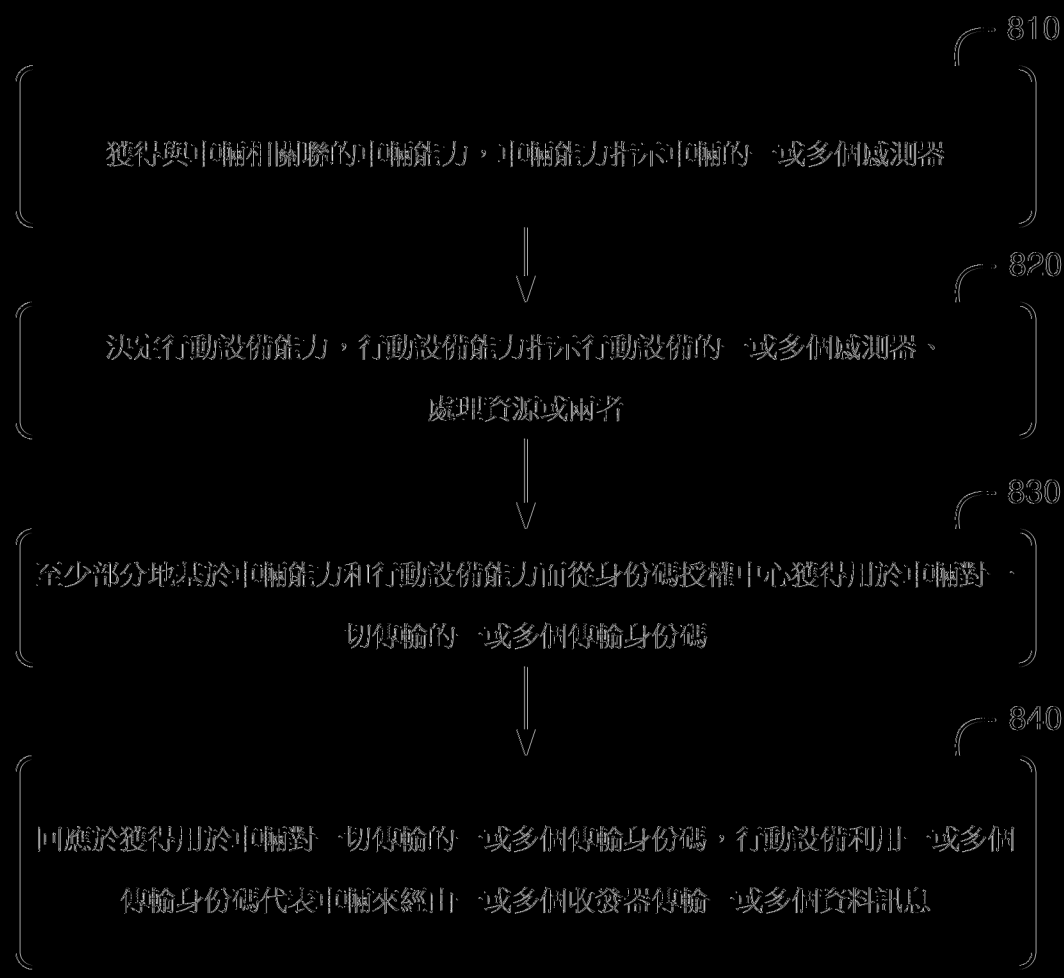 810
獲得與車輛相關聯的車輛能力，車輛能力指示車輛的一或多個感測器
820
決定行動設備能力，行動設備能力指示行動設備的一或多個感測器、
處理資源或兩者
830
至少部分地基於車輛能力和行動設備能力而從身份碼授權中心獲得用於車輛對一
切傳輸的一或多個傳輸身份碼
840
回應於獲得用於車輛對一切傳輸的一或多個傳輸身份碼，行動設備利用一或多個
傳輸身份碼代表車輛來經由一或多個收發器傳輸一或多個資料訊息